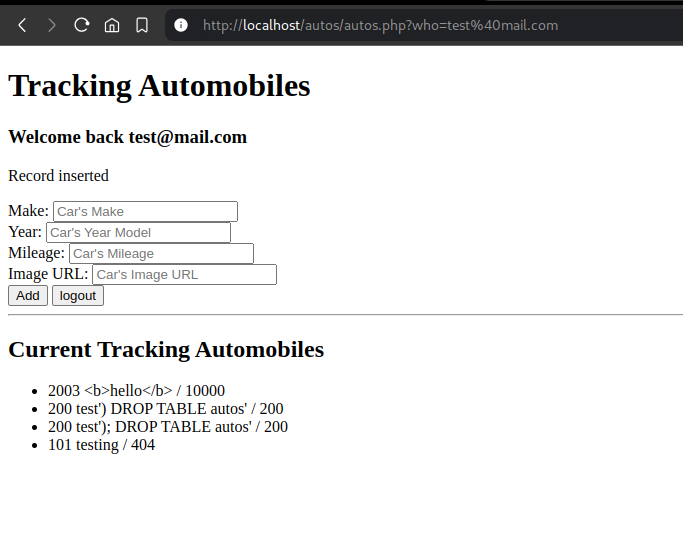 http://localhost/autos/autos.php?who=test%40mail.com
Tracking Automobiles
Welcome back test@mail.com
Record inserted
Make: Car's Make
Year: Car's Year Model
Mileage: Car's Mileage
Image URL: Car's Image URL
Add logout
Current Tracking Automobiles
• 2003 <b>hello</b> / 10000
• 200 test') DROP TABLE autos' / 200
• 200 test'); DROP TABLE autos' / 200
• 101 testing / 404